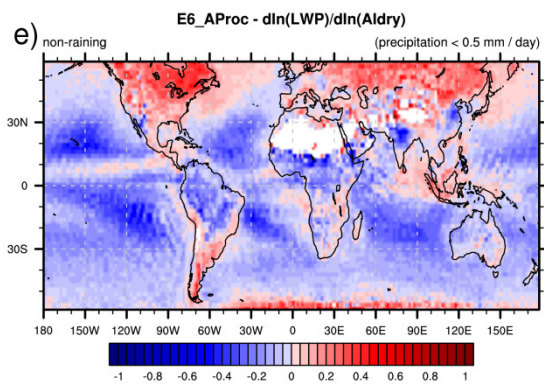 E6_AProc - dln(LWP)/dln(AIdry)
e)
non-raining (precipitation < 0.5 mm / day)
30N
0
30S
180 150W 120W 90W 60W 30W 0 30E 60E 90E 120E 150E
-1 -0.8 -0.6 -0.4 -0.2 0 0.2 0.4 0.6 0.8 1